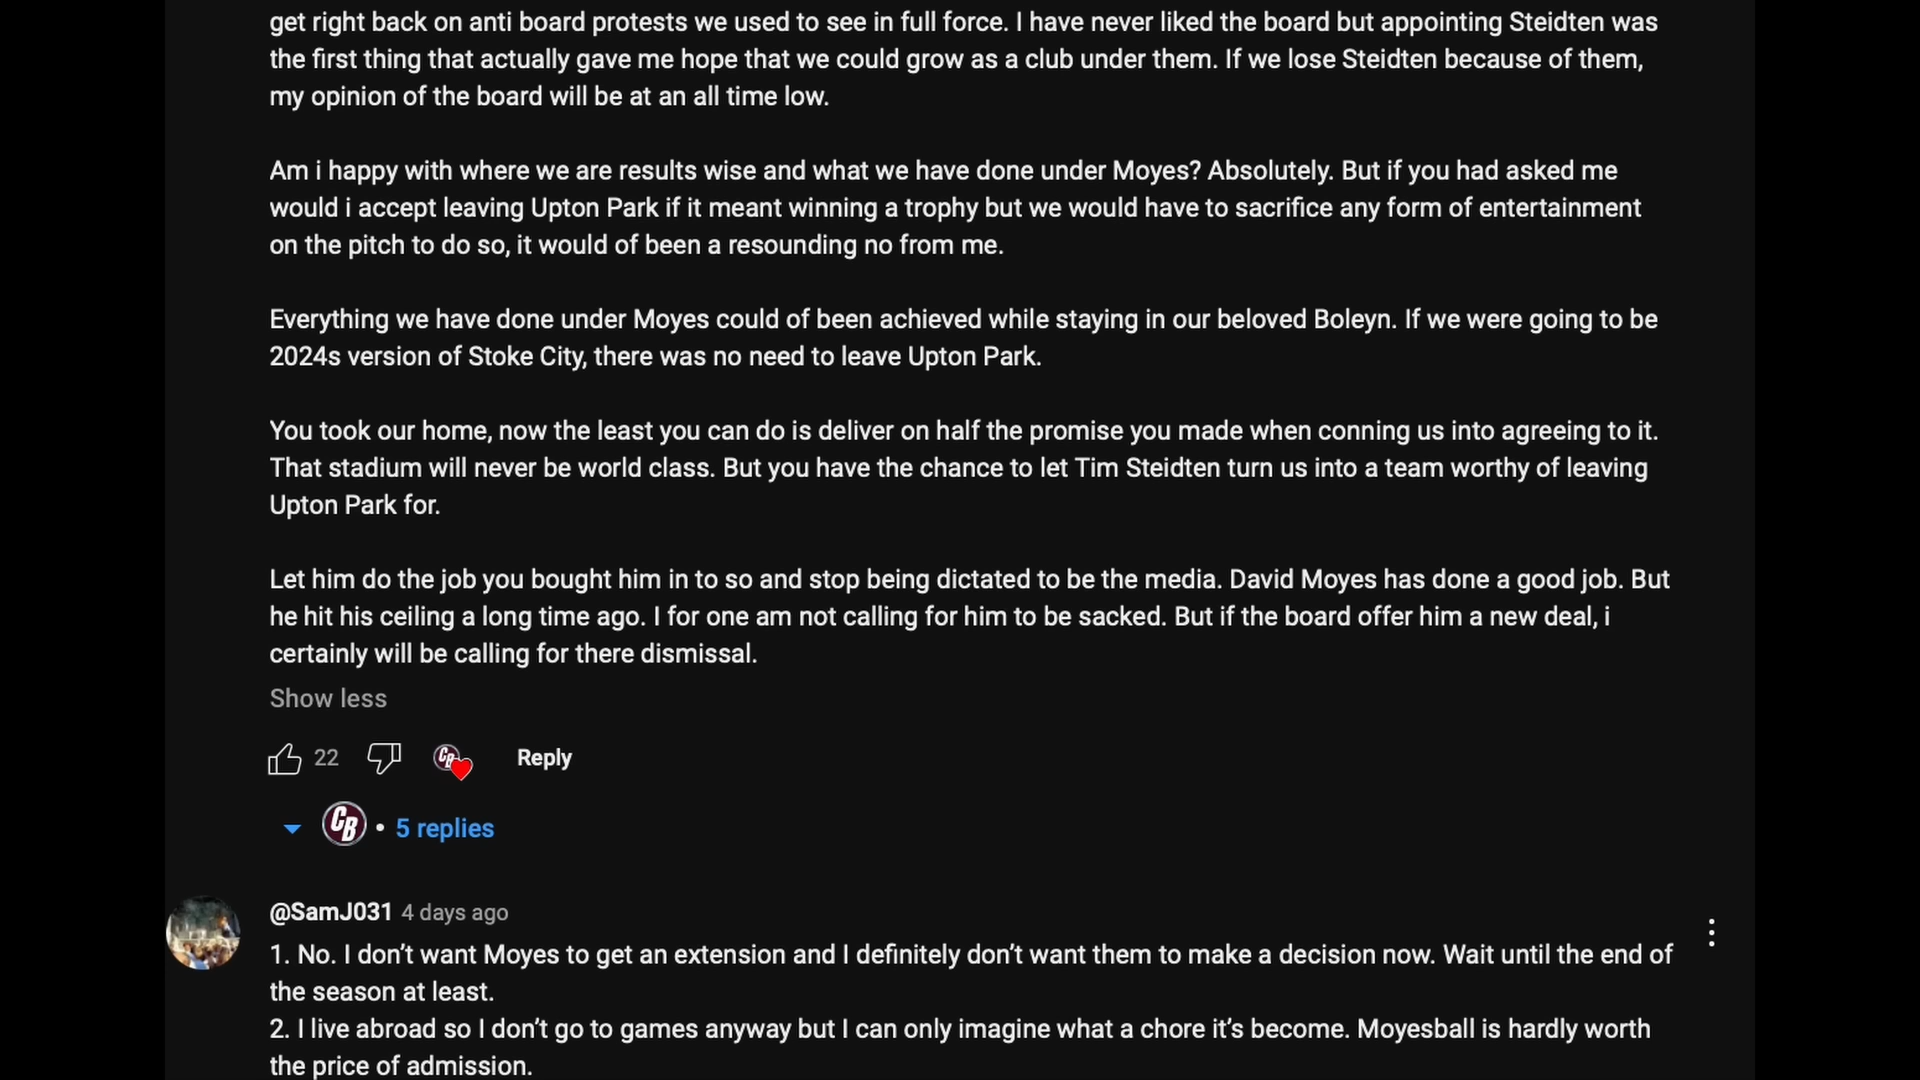 get right back on anti board protests we used to see in full force. I have never liked the board but appointing Steidten was
the first thing that actually gave me hope that we could grow as a club under them. If we lose Steidten because of them,
my opinion of the board will be at an all time low.
Am i happy with where we are results wise and what we have done under Moyes? Absolutely. But if you had asked me
would i accept leaving Upton Park if it meant winning a trophy but we would have to sacrifice any form of entertainment
on the pitch to do so, it would of been a resounding no from me.
Everything we have done under Moyes could of been achieved while staying in our beloved Boleyn. If we were going to be
2024s version of Stoke City, there was no need to leave Upton Park.
You took our home, now the least you can do is deliver on half the promise you made when conning us into agreeing to it.
That stadium will never be world class. But you have the chance to let Tim Steidten turn us into a team worthy of leaving
Upton Park for.
Let him do the job you bought him in to so and stop being dictated to be the media. David Moyes has done a good job. But
he hit his ceiling a long time ago. I for one am not calling for him to be sacked. But if the board offer him a new deal, i
certainly will be calling for there dismissal.
Show less
22 CB Reply
CB • 5 replies
@SamJ031 4 days ago
1. No. I don’t want Moyes to get an extension and I definitely don’t want them to make a decision now. Wait until the end of
the season at least.
2. I live abroad so I don’t go to games anyway but I can only imagine what a chore it’s become. Moyesball is hardly worth
the price of admission.